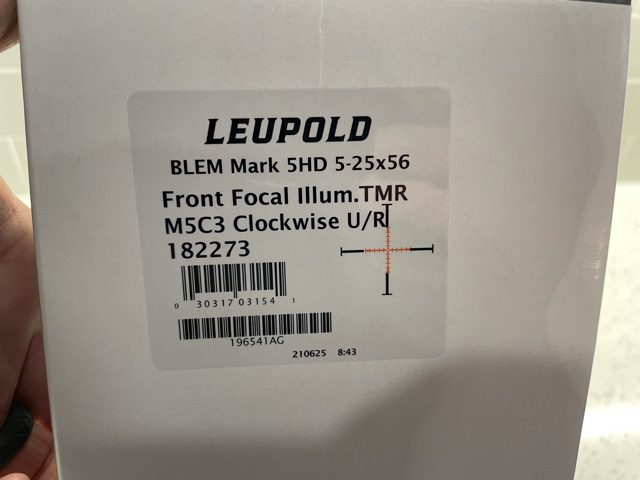 LEUPOLD
BLEM Mark 5HD 5-25x56
Front Focal Illum.TMR
M5C3 Clockwise U/R
182273
0 30317 03154 1
196541AG
210625 8:43